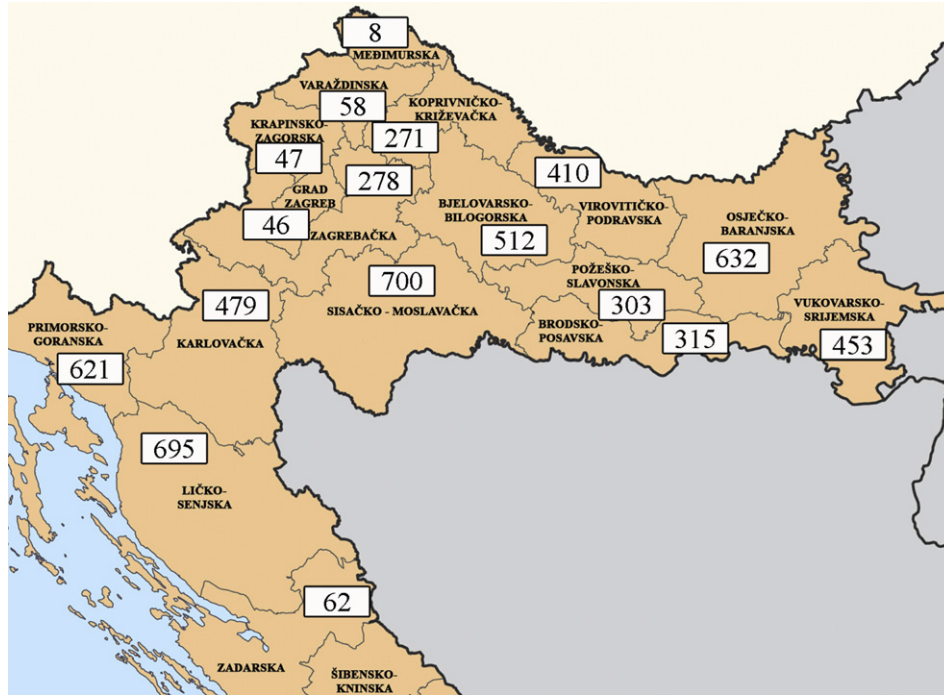 8
MEĐIMURSKA
VARAŽDINSKA
58
KOPRIVNIČKO-
KRIŽEVAČKA
271
KRAPINSKO-
ZAGORSKA
47
278
GRAD
ZAGREB
46
ZAGREBAČKA
410
VIROVITIČKO-
PODRAVSKA
BJELOVARSKO-
BILOGORSKA
512
OSJEČKO-
BARANJSKA
632
700
SISAČKO - MOSLAVAČKA
POŽEŠKO-
SLAVONSKA
303
BRODSKO-
POSAVSKA
315
VUKOVARSKO-
SRIJEMSKA
453
479
KARLOVAČKA
PRIMORSKO-
GORANSKA
621
695
LIČKO-
SENJSKA
62
ZADARSKA
ŠIBENSKO-
KNINSKA